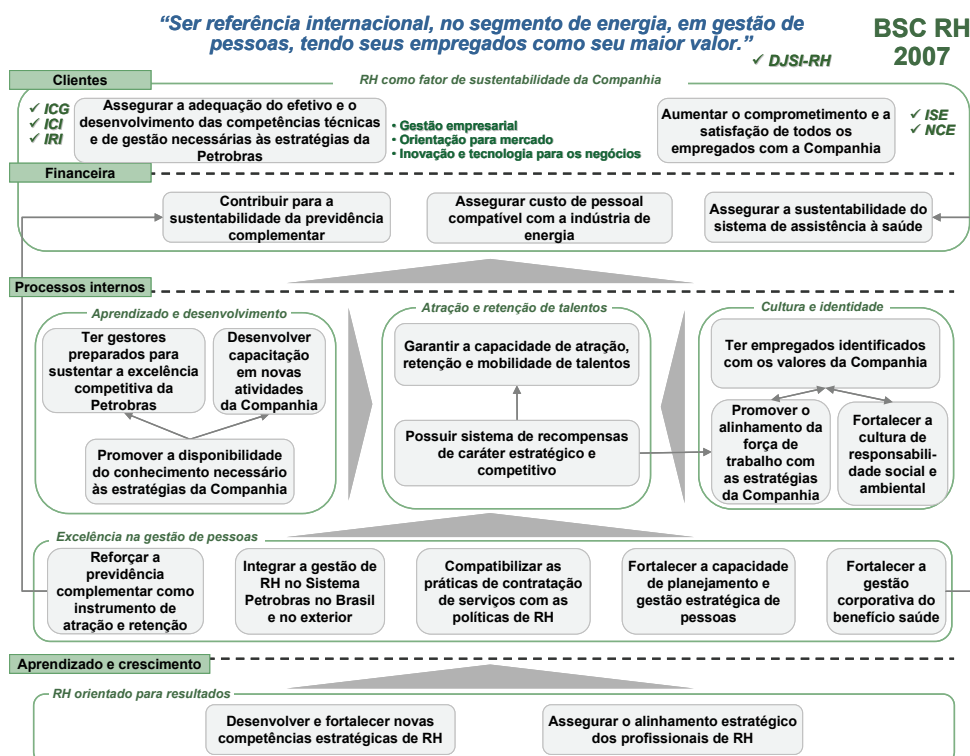 “Ser referência internacional, no segmento de energia, em gestão de
pessoas, tendo seus empregados como seu maior valor.”
BSC RH
2007
✓ DJSI-RH
Clientes
RH como fator de sustentabilidade da Companhia
✓ ICG
✓ ICI
✓ IRI
Assegurar a adequação do efetivo e o
desenvolvimento das competências técnicas
e de gestão necessárias às estratégias da
Petrobras
• Gestão empresarial
• Orientação para mercado
• Inovação e tecnologia para os negócios
Aumentar o comprometimento e a
satisfação de todos os
empregados com a Companhia
✓ ISE
✓ NCE
Financeira
Contribuir para a
sustentabilidade da previdência
complementar
Assegurar custo de pessoal
compatível com a indústria de
energia
Assegurar a sustentabilidade do
sistema de assistência à saúde
Processos internos
Aprendizado e desenvolvimento
Ter gestores
preparados para
sustentar a excelência
competitiva da
Petrobras
Desenvolver
capacitação
em novas
atividades
da Companhia
Promover a disponibilidade
do conhecimento necessário
às estratégias da Companhia
Atração e retenção de talentos
Garantir a capacidade de atração,
retenção e mobilidade de talentos
Possuir sistema de recompensas
de caráter estratégico e
competitivo
Cultura e identidade
Ter empregados identificados
com os valores da Companhia
Promover o
alinhamento da
força de
trabalho com
as estratégias
da Companhia
Fortalecer a
cultura de
responsabili-
dade social e
ambiental
Excelência na gestão de pessoas
Reforçar a
previdência
complementar como
instrumento de
atração e retenção
Integrar a gestão de
RH no Sistema
Petrobras no Brasil
e no exterior
Compatibilizar as
práticas de contratação
de serviços com as
políticas de RH
Fortalecer a capacidade
de planejamento e
gestão estratégica de
pessoas
Fortalecer a
gestão
corporativa do
benefício saúde
Aprendizado e crescimento
RH orientado para resultados
Desenvolver e fortalecer novas
competências estratégicas de RH
Assegurar o alinhamento estratégico
dos profissionais de RH